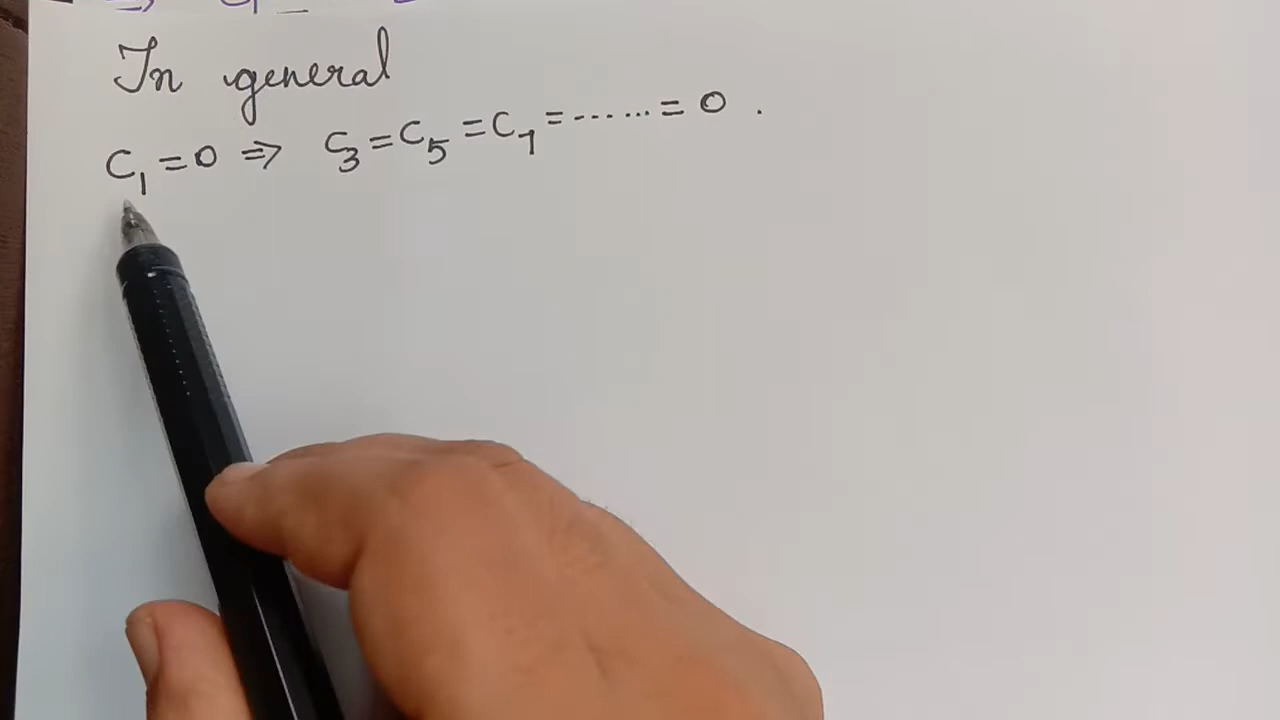 In general
C₁ = 0 ⇒ C₃ = C₅ = C₇ = ...... = 0 .